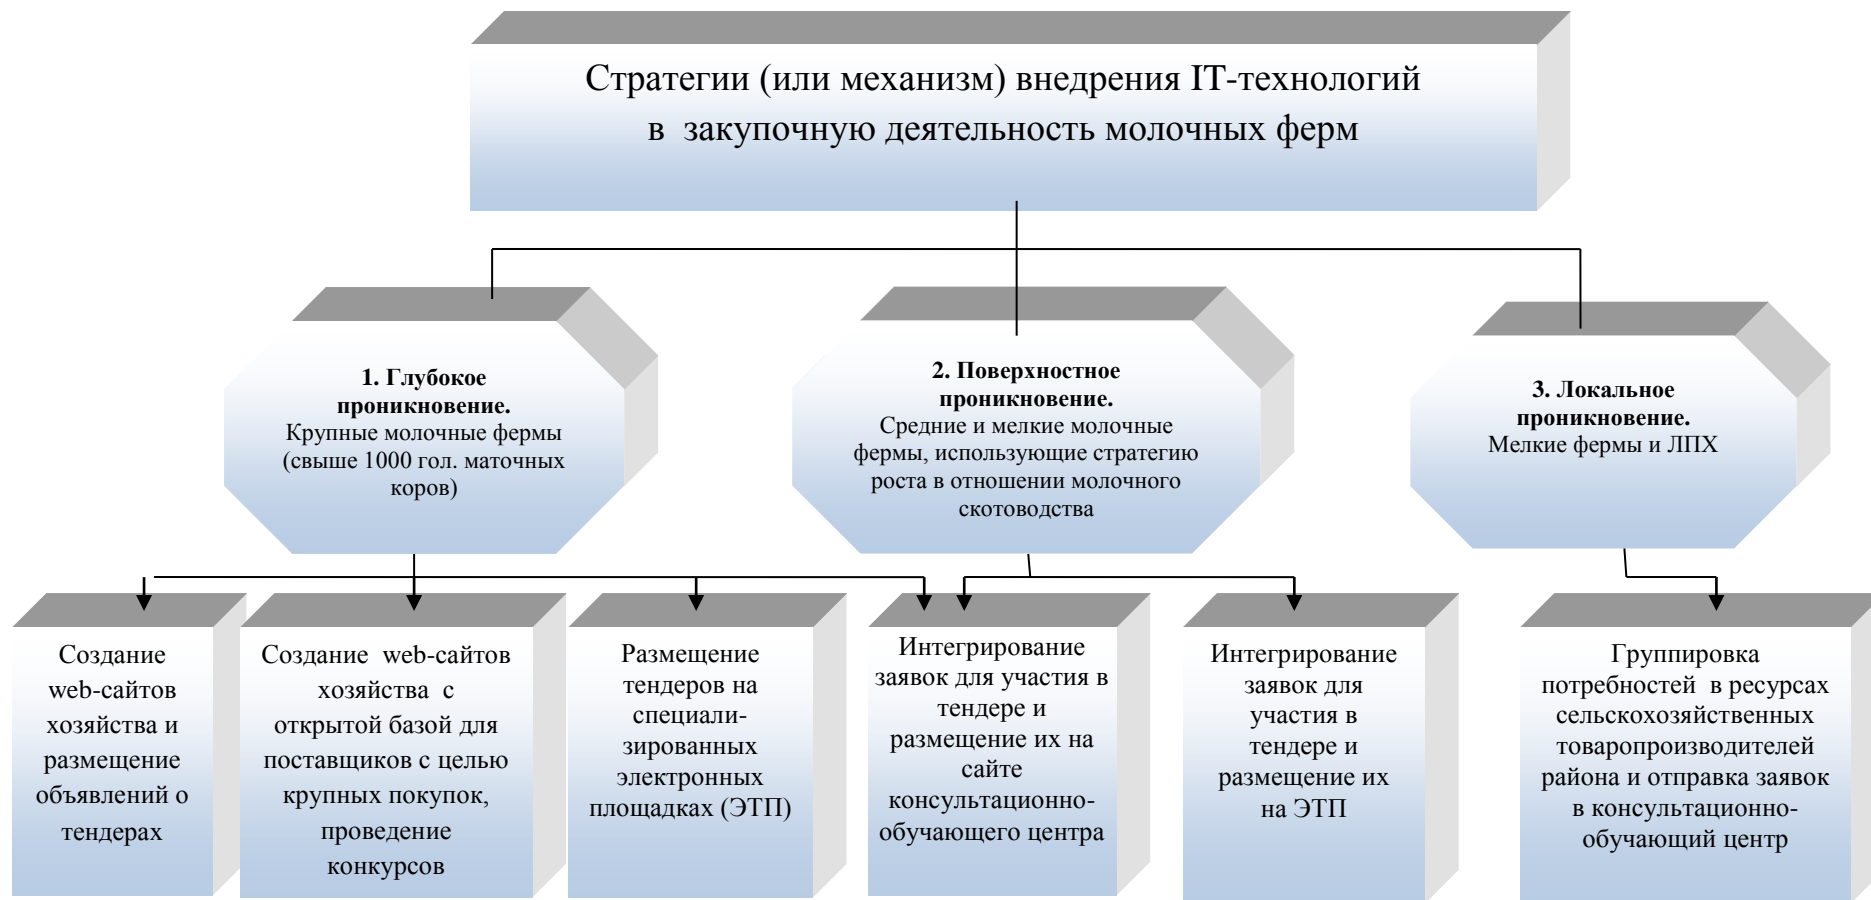 Стратегии (или механизм) внедрения IT-технологий
в закупочную деятельность молочных ферм
1. Глубокое
проникновение.
Крупные молочные фермы
(свыше 1000 гол. маточных
коров)
2. Поверхностное
проникновение.
Средние и мелкие молочные
фермы, использующие стратегию
роста в отношении молочного
скотоводства
3. Локальное
проникновение.
Мелкие фермы и ЛПХ
Создание
web-сайтов
хозяйства и
размещение
объявлений о
тендерах
Создание web-сайтов
хозяйства с
открытой базой для
поставщиков с целью
крупных покупок,
проведение
конкурсов
Размещение
тендеров на
специали-
зированных
электронных
площадках (ЭТП)
Интегрирование
заявок для участия в
тендере и
размещение их на
сайте
консультационно-
обучающего центра
Интегрирование
заявок для
участия в
тендере и
размещение их
на ЭТП
Группировка
потребностей в ресурсах
сельскохозяйственных
товаропроизводителей
района и отправка заявок
в консультационно-
обучающий центр